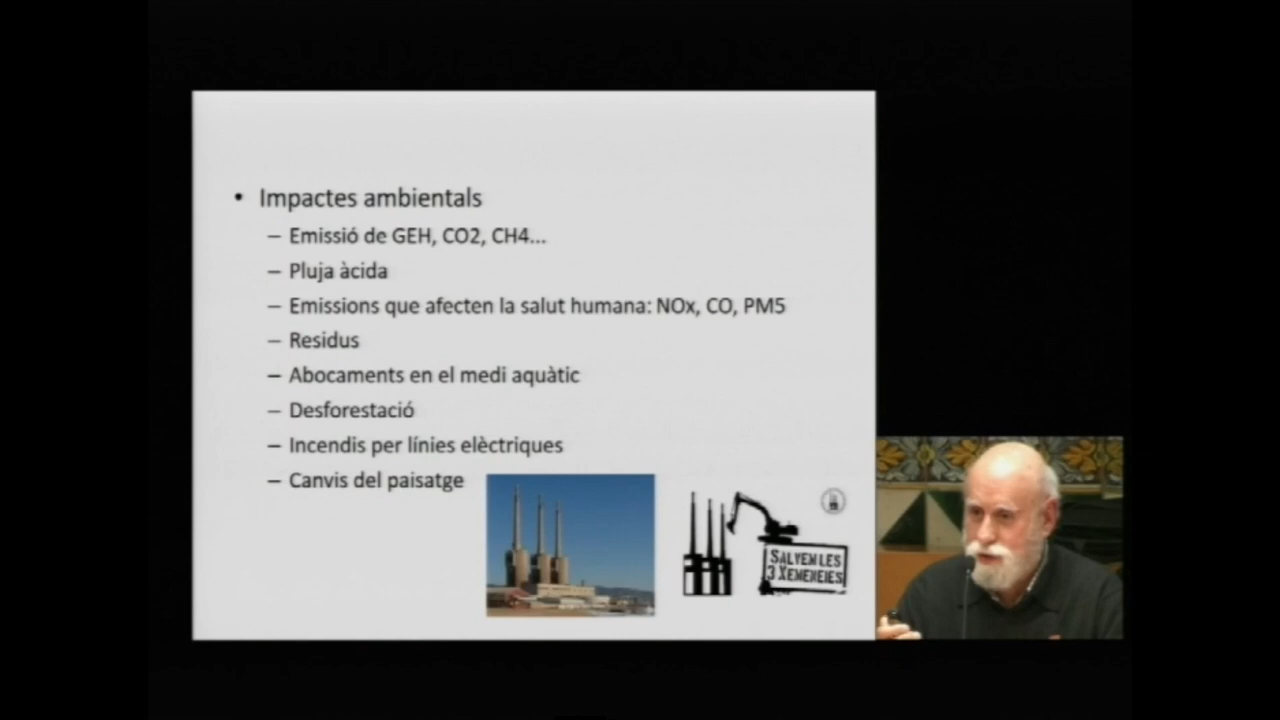 • Impactes ambientals
– Emissió de GEH, CO2, CH4...
– Pluja àcida
– Emissions que afecten la salut humana: NOx, CO, PM5
– Residus
– Abocaments en el medi aquàtic
– Desforestació
– Incendis per línies elèctriques
– Canvis del paisatge
SALVEM LES
3 XEMENEIES